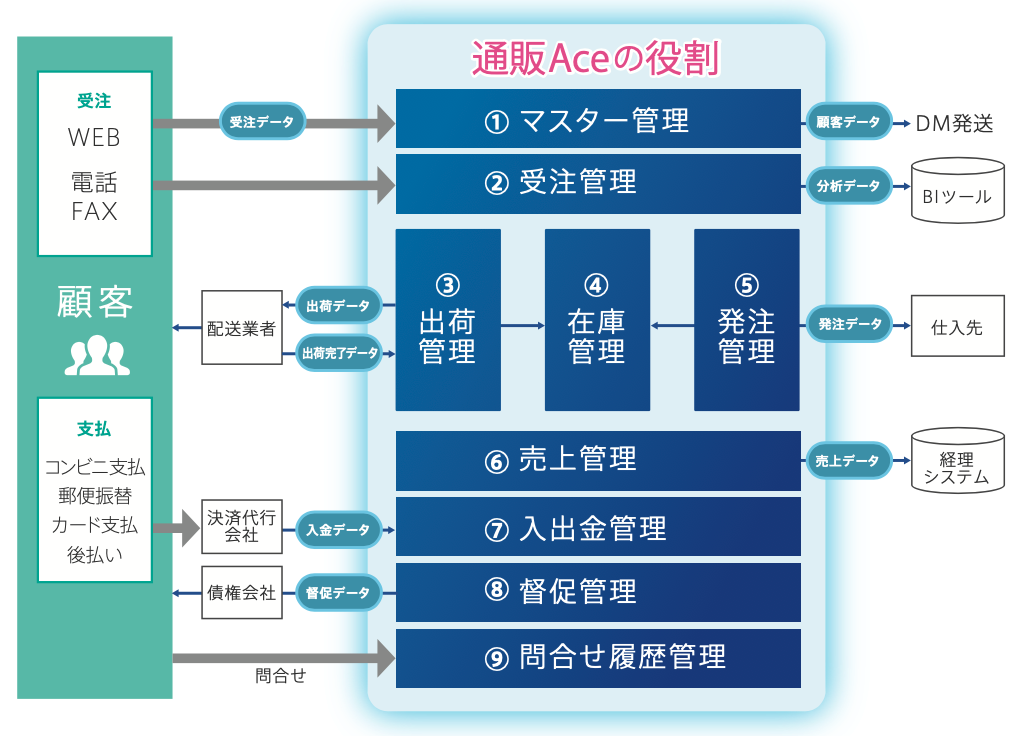 通販Aceの役割
受注
WEB
電話
FAX
顧客
支払
コンビニ支払
郵便振替
カード支払
後払い
受注データ
配送業者
出荷データ
出荷完了データ
決済代行
会社
入金データ
債権会社
督促データ
問合せ
①マスター管理
②受注管理
③
出荷
管理
④
在庫
管理
⑤
発注
管理
⑥売上管理
⑦入出金管理
⑧督促管理
⑨問合せ履歴管理
顧客データ
DM発送
分析データ
BIツール
発注データ
仕入先
売上データ
経理
システム